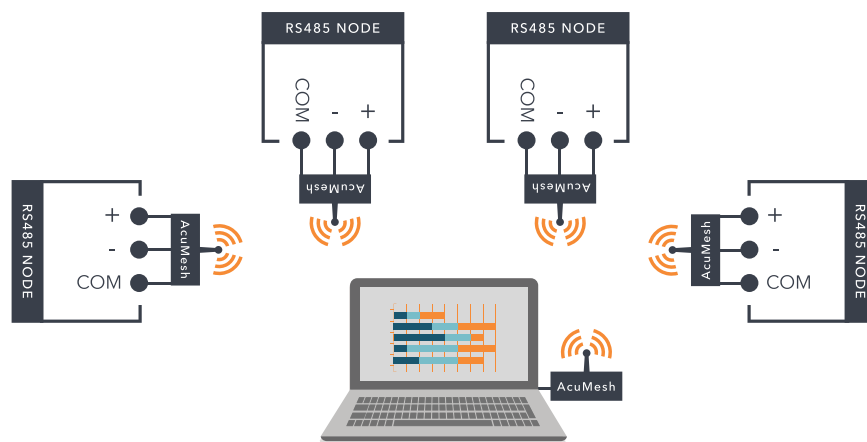 RS485 NODE
COM - +
AcuMesh
RS485 NODE
COM - +
AcuMesh
RS485 NODE
+
-
COM
AcuMesh
RS485 NODE
+
-
COM
AcuMesh
AcuMesh